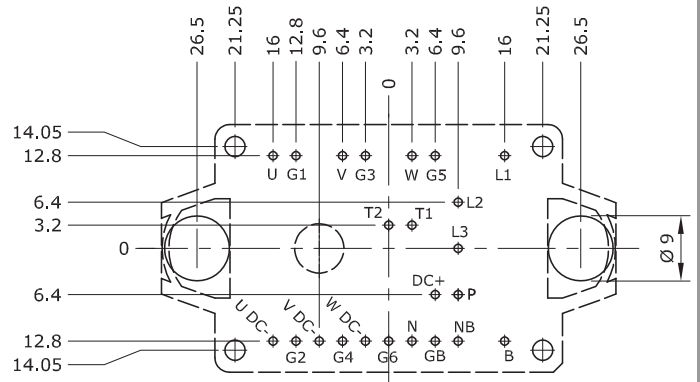 26.5 21.25 16 12.8 9.6 6.4 3.2 0 3.2 6.4 9.6 16 21.25 26.5
14.05
12.8
U G1 V G3 W G5 L1
6.4
L2
3.2
T2 T1
0
L3
Ø 9
DC+
6.4
P
U DC- V DC- W DC- N NB
12.8
G2 G4 G6 GB B
14.05